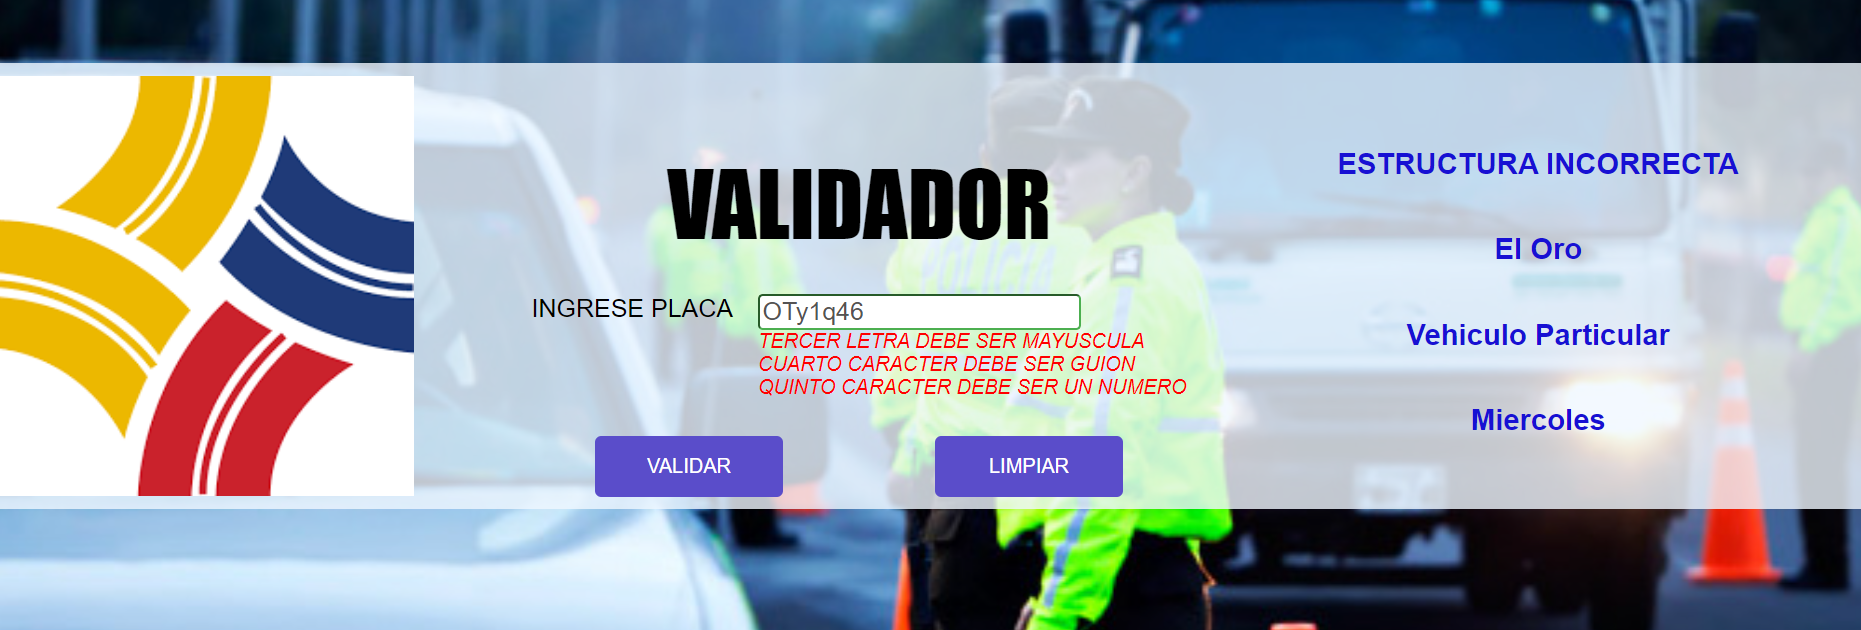 VALIDADOR
INGRESE PLACA OTy1q46
TERCER LETRA DEBE SER MAYUSCULA
CUARTO CARACTER DEBE SER GUION
QUINTO CARACTER DEBE SER UN NUMERO
VALIDAR LIMPIAR
ESTRUCTURA INCORRECTA
El Oro
Vehiculo Particular
Miercoles
POLICIA